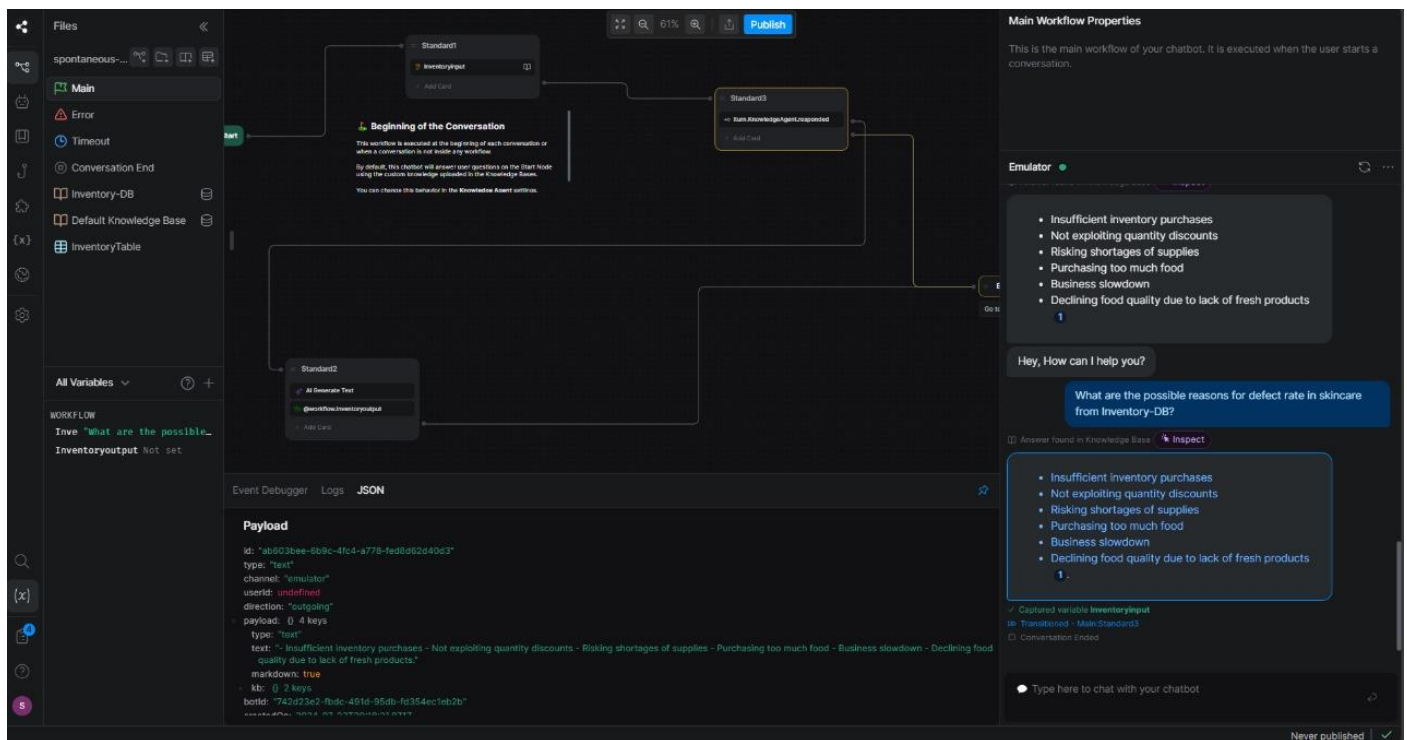 Files
spontaneous-...
Main
Error
Timeout
Conversation End
Inventory-DB
Default Knowledge Base
InventoryTable
All Variables
WORKFLOW
Inve "What are the possible…
Inventoryoutput Not set
{x}
(x)
4
S
61%
Publish
Start
Standard1
Inventoryinput
Add Card
Beginning of the Conversation
This workflow is executed at the beginning of each conversation or
when a conversation is not inside any workflow.
By default, this chatbot will answer user questions on the Start Node
using the custom knowledge uploaded in the Knowledge Bases.
You can change this behavior in the Knowledge Agent settings.
Standard3
turn.KnowledgeAgent.responded
Add Card
E
Go to
Standard2
AI Generate Text
@workflow.Inventoryoutput
Add Card
Event Debugger Logs JSON
Payload
id: "ab603bee-6b9c-4fc4-a778-fed8d62d40d3"
type: "text"
channel: "emulator"
userId: undefined
direction: "outgoing"
payload: {} 4 keys
type: "text"
text: "- Insufficient inventory purchases - Not exploiting quantity discounts - Risking shortages of supplies - Purchasing too much food - Business slowdown - Declining food
quality due to lack of fresh products."
markdown: true
kb: {} 2 keys
botId: "742d23e2-fbdc-491d-95db-fd354ec1eb2b"
Main Workflow Properties
This is the main workflow of your chatbot. It is executed when the user starts a
conversation.
Emulator
Inspect
• Insufficient inventory purchases
• Not exploiting quantity discounts
• Risking shortages of supplies
• Purchasing too much food
• Business slowdown
• Declining food quality due to lack of fresh products
1
Hey, How can I help you?
What are the possible reasons for defect rate in skincare
from Inventory-DB?
Answer found in Knowledge Base Inspect
• Insufficient inventory purchases
• Not exploiting quantity discounts
• Risking shortages of supplies
• Purchasing too much food
• Business slowdown
• Declining food quality due to lack of fresh products
1.
Captured variable Inventoryinput
Transitioned - Main:Standard3
Conversation Ended
Type here to chat with your chatbot
Never published